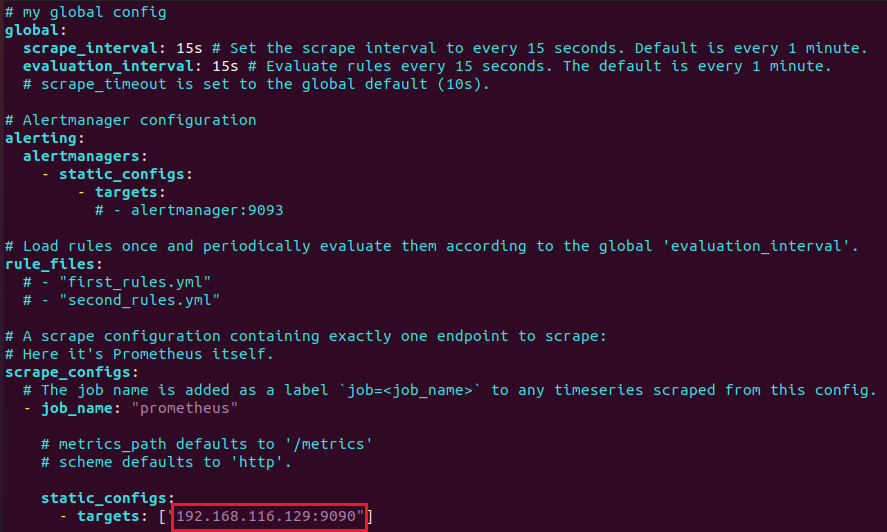 # my global config
global:
  scrape_interval: 15s # Set the scrape interval to every 15 seconds. Default is every 1 minute.
  evaluation_interval: 15s # Evaluate rules every 15 seconds. The default is every 1 minute.
  # scrape_timeout is set to the global default (10s).

# Alertmanager configuration
alerting:
  alertmanagers:
    - static_configs:
        - targets:
          # - alertmanager:9093

# Load rules once and periodically evaluate them according to the global 'evaluation_interval'.
rule_files:
  # - "first_rules.yml"
  # - "second_rules.yml"

# A scrape configuration containing exactly one endpoint to scrape:
# Here it's Prometheus itself.
scrape_configs:
  # The job name is added as a label `job=<job_name>` to any timeseries scraped from this config.
  - job_name: "prometheus"

    # metrics_path defaults to '/metrics'
    # scheme defaults to 'http'.

    static_configs:
      - targets: ["192.168.116.129:9090"]